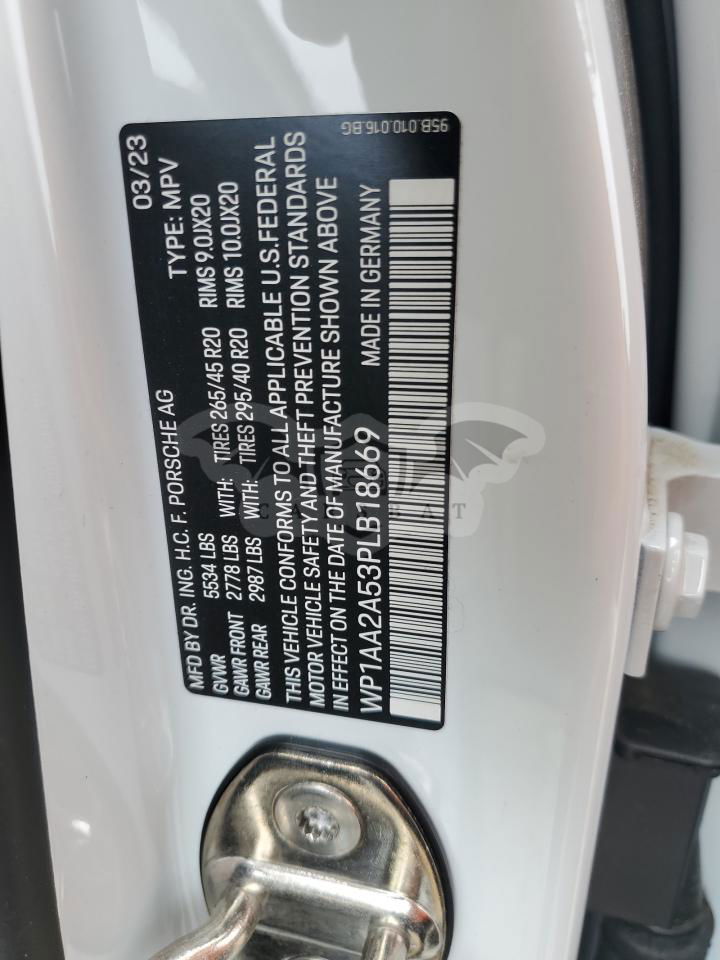 MFD BY DR. ING. H.C. F. PORSCHE AG 03/23
GVWR 5534 LBS WITH: TYPE: MPV
GAWR FRONT 2778 LBS WITH: TIRES 265/45 R20 RIMS 9.0JX20
GAWR REAR 2987 LBS WITH: TIRES 295/40 R20 RIMS 10.0JX20
THIS VEHICLE CONFORMS TO ALL APPLICABLE U.S.FEDERAL
MOTOR VEHICLE SAFETY AND THEFT PREVENTION STANDARDS
IN EFFECT ON THE DATE OF MANUFACTURE SHOWN ABOVE
WP1AA2A53PLB18669 MADE IN GERMANY
95B.010.016.BG